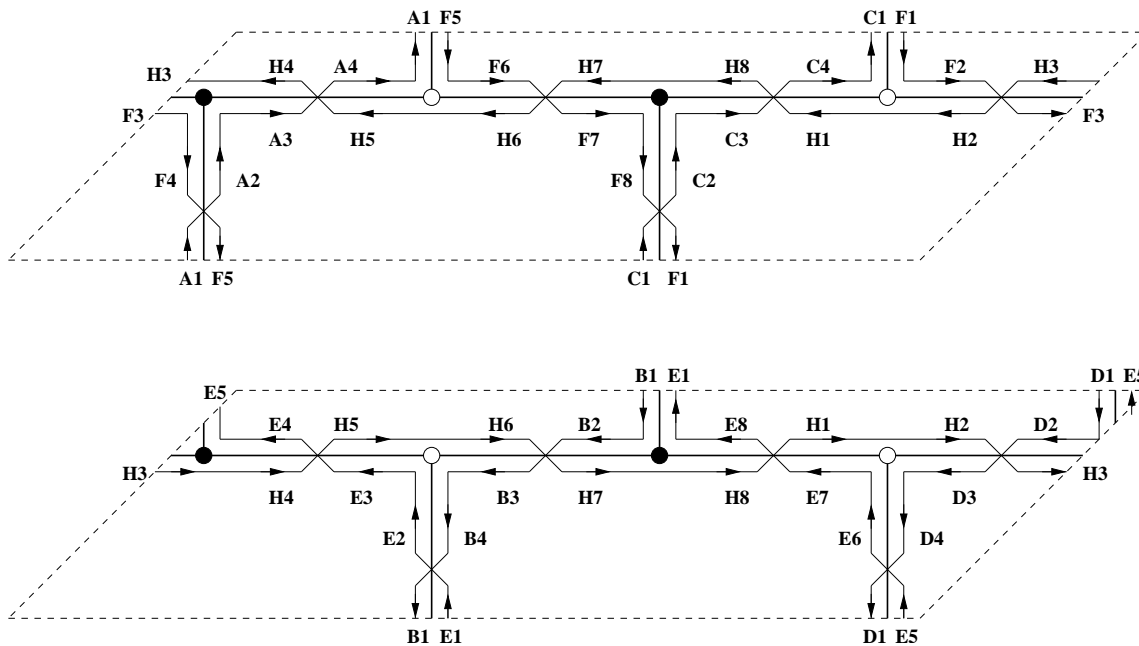 A1 F5 C1 F1
H3 H4 A4 F6 H7 H8 C4 F2 H3
F3 A3 H5 H6 F7 C3 H1 H2 F3
F4 A2 F8 C2
A1 F5 C1 F1
E5 B1 E1 D1 E5
E4 H5 H6 B2 E8 H1 H2 D2
H3 H4 E3 B3 H7 H8 E7 D3 H3
E2 B4 E6 D4
B1 E1 D1 E5